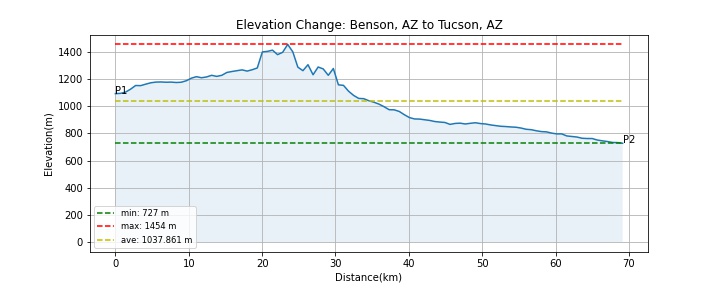 Elevation Change: Benson, AZ to Tucson, AZ
Elevation(m)
1400
1200
1000
800
600
400
200
0
P1
P2
min: 727 m
max: 1454 m
ave: 1037.861 m
0 10 20 30 40 50 60 70
Distance(km)